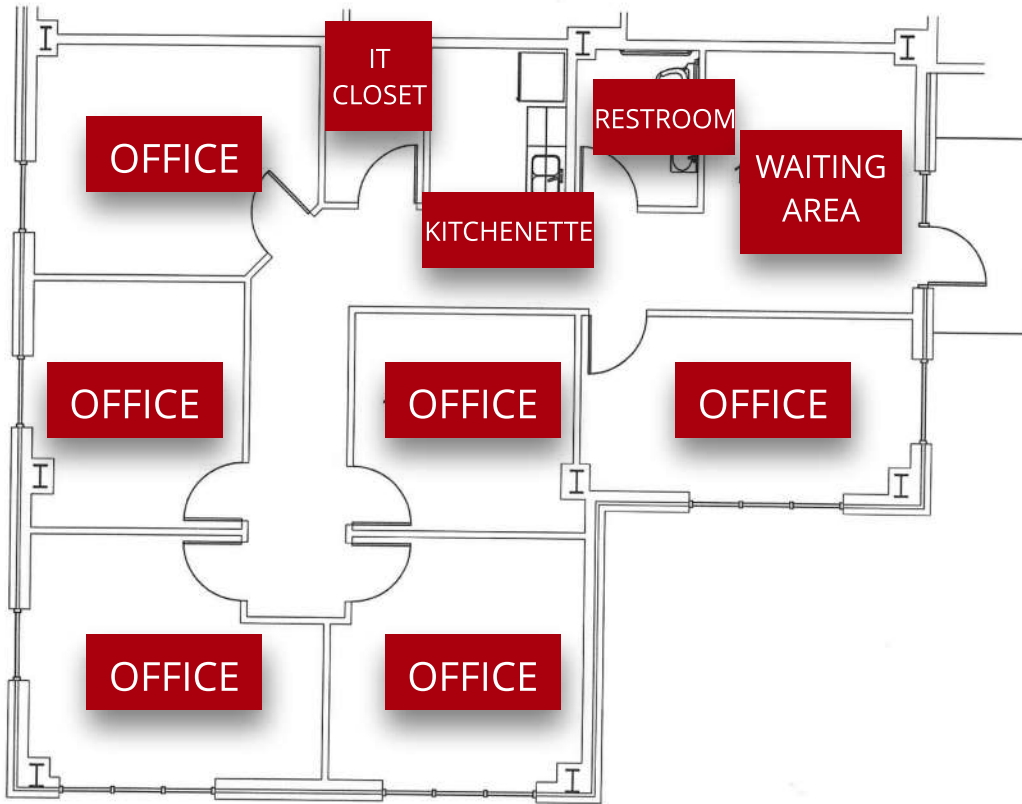 IT
CLOSET
OFFICE
RESTROOM
WAITING
AREA
KITCHENETTE
OFFICE
OFFICE
OFFICE
OFFICE
OFFICE